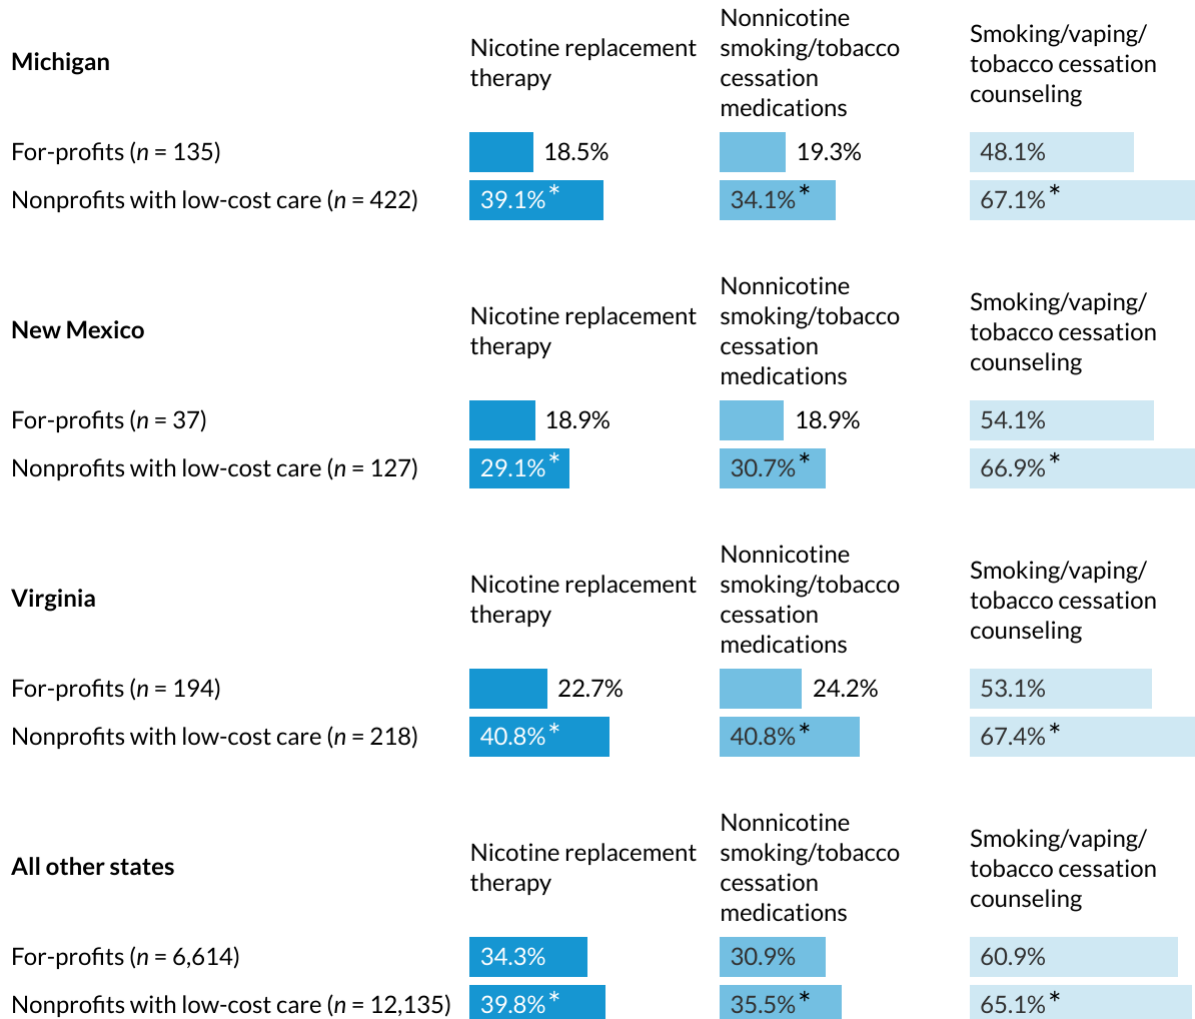 Michigan
Nicotine replacement
therapy
Nonnicotine
smoking/tobacco
cessation
medications
Smoking/vaping/
tobacco cessation
counseling
For-profits (n = 135)
18.5%
19.3%
48.1%
Nonprofits with low-cost care (n = 422)
39.1%*
34.1%*
67.1%*
New Mexico
Nicotine replacement
therapy
Nonnicotine
smoking/tobacco
cessation
medications
Smoking/vaping/
tobacco cessation
counseling
For-profits (n = 37)
18.9%
18.9%
54.1%
Nonprofits with low-cost care (n = 127)
29.1%*
30.7%*
66.9%*
Virginia
Nicotine replacement
therapy
Nonnicotine
smoking/tobacco
cessation
medications
Smoking/vaping/
tobacco cessation
counseling
For-profits (n = 194)
22.7%
24.2%
53.1%
Nonprofits with low-cost care (n = 218)
40.8%*
40.8%*
67.4%*
All other states
Nicotine replacement
therapy
Nonnicotine
smoking/tobacco
cessation
medications
Smoking/vaping/
tobacco cessation
counseling
For-profits (n = 6,614)
34.3%
30.9%
60.9%
Nonprofits with low-cost care (n = 12,135)
39.8%*
35.5%*
65.1%*